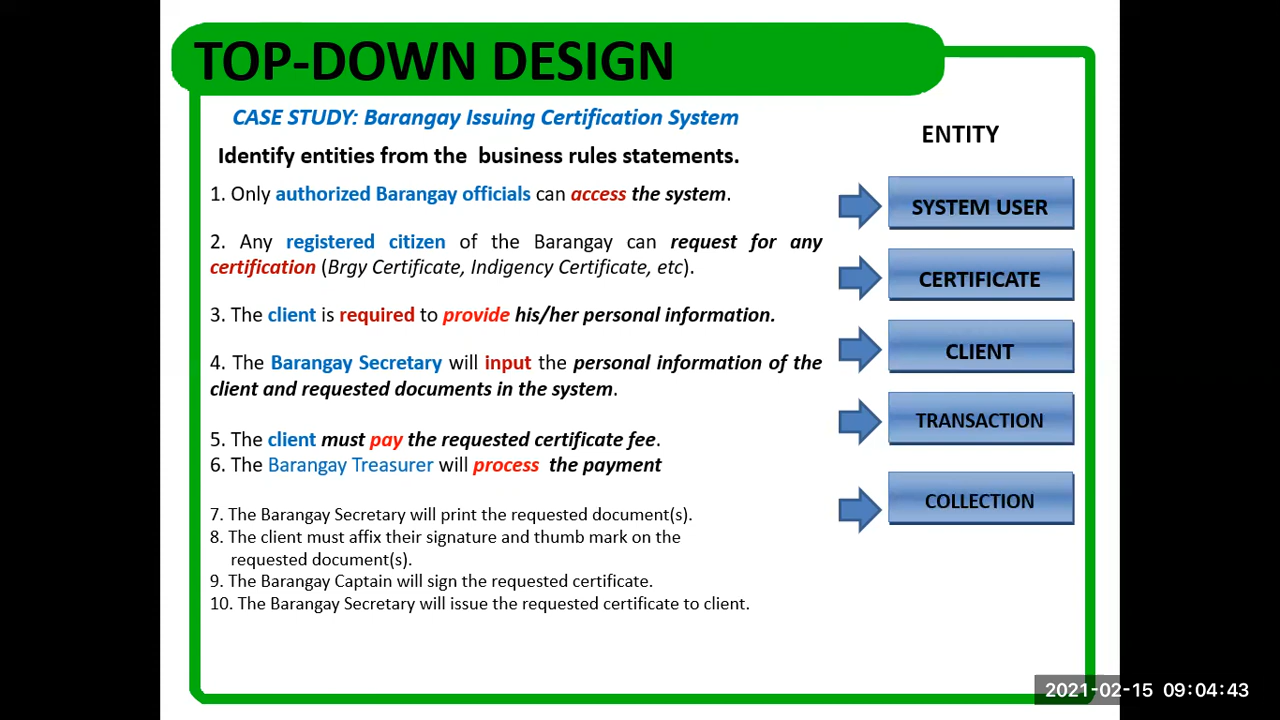 TOP-DOWN DESIGN
CASE STUDY: Barangay Issuing Certification System
Identify entities from the business rules statements.
1. Only authorized Barangay officials can access the system.
2. Any registered citizen of the Barangay can request for any
certification (Brgy Certificate, Indigency Certificate, etc).
3. The client is required to provide his/her personal information.
4. The Barangay Secretary will input the personal information of the
client and requested documents in the system.
5. The client must pay the requested certificate fee.
6. The Barangay Treasurer will process the payment
7. The Barangay Secretary will print the requested document(s).
8. The client must affix their signature and thumb mark on the
requested document(s).
9. The Barangay Captain will sign the requested certificate.
10. The Barangay Secretary will issue the requested certificate to client.
ENTITY
SYSTEM USER
CERTIFICATE
CLIENT
TRANSACTION
COLLECTION
2021-02-15 09:04:43